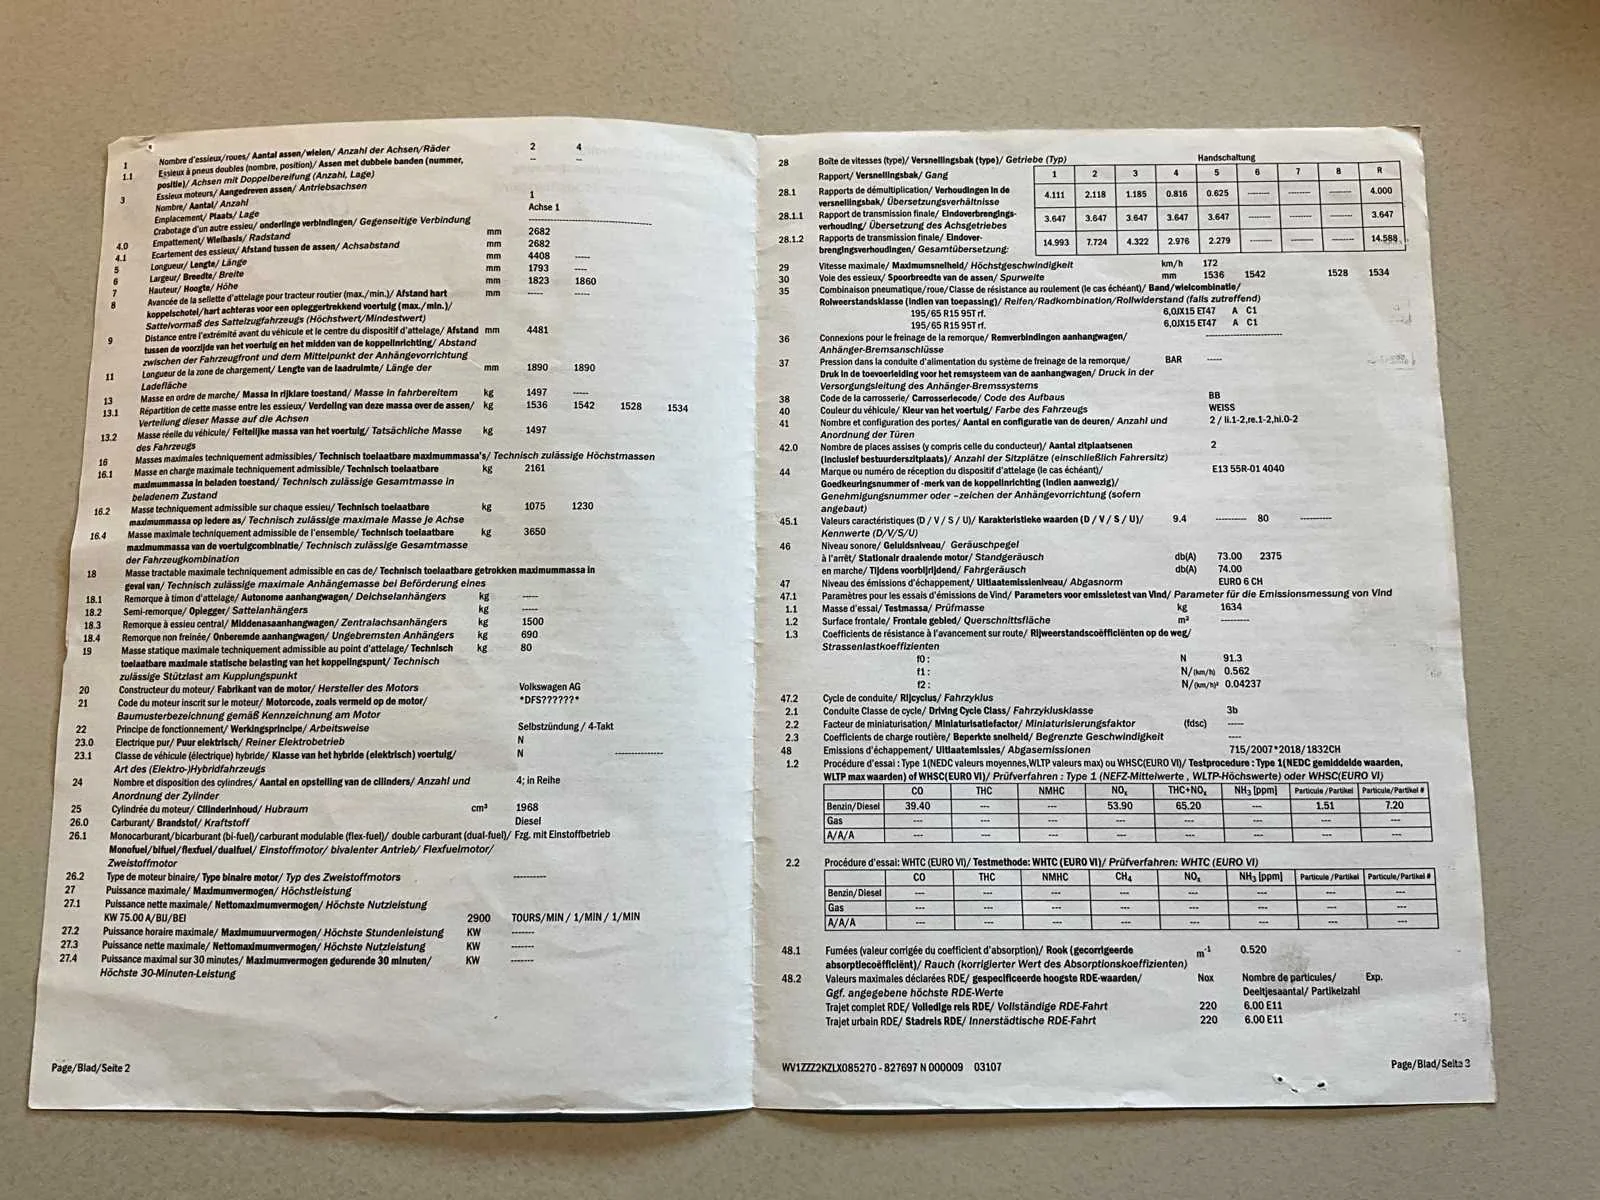 1 Nombre d'essieux/roues/ Aantal assen/wielen/ Anzahl der Achsen/Räder 2 4
1.1 Essieux à pneus doubles (nombre, position)/ Assen met dubbele banden (nummer, -- --
positie)/ Achsen mit Doppelbereifung (Anzahl, Lage)
3 Essieux moteurs/ Aangedreven assen/ Antriebsachsen
Nombre/ Aantal/ Anzahl 1
Emplacement/ Plaats/ Lage Achse 1
Crabotage d'un autre essieu/ onderlinge verbindingen/ Gegenseitige Verbindung --------------------
4.0 Empattement/ Wielbasis/ Radstand mm 2682
4.1 Ecartement des essieux/ Afstand tussen de assen/ Achsabstand mm 2682
5 Longueur/ Lengte/ Länge mm 4408 -----
6 Largeur/ Breedte/ Breite mm 1793 ----
7 Hauteur/ Hoogte/ Höhe mm 1823 1860
8 Avancée de la sellette d'attelage pour tracteur routier (max./min.)/ Afstand hart mm ----- -----
koppelschotel/hart achteras voor een opleggertrekkend voertuig (max./min.)/
Sattelvormaß des Sattelzugfahrzeugs (Höchstwert/Mindestwert)
9 Distance entre l'extrémité avant du véhicule et le centre du dispositif d'attelage/ Afstand mm 4481
tussen de voorzijde van het voertuig en het midden van de koppelinrichting/ Abstand
zwischen der Fahrzeugfront und dem Mittelpunkt der Anhängevorrichtung
11 Longueur de la zone de chargement/ Lengte van de laadruimte/ Länge der mm 1890 1890
Ladefläche
13 Masse en ordre de marche/ Massa in rijklare toestand/ Masse in fahrbereitem kg 1497 -----
13.1 Répartition de cette masse entre les essieux/ Verdeling van deze massa over de assen/ kg 1536 1542 1528 1534
Verteilung dieser Masse auf die Achsen
13.2 Masse réelle du véhicule/ Feitelijke massa van het voertuig/ Tatsächliche Masse kg 1497
des Fahrzeugs
16 Masses maximales techniquement admissibles/ Technisch toelaatbare maximummassa's/ Technisch zulässige Höchstmassen
16.1 Masse en charge maximale techniquement admissible/ Technisch toelaatbare kg 2161
maximummassa in beladen toestand/ Technisch zulässige Gesamtmasse in
beladenem Zustand
16.2 Masse techniquement admissible sur chaque essieu/ Technisch toelaatbare kg 1075 1230
maximummassa op iedere as/ Technisch zulässige maximale Masse je Achse
16.4 Masse maximale techniquement admissible de l'ensemble/ Technisch toelaatbare kg 3650
maximummassa van de voertuigcombinatie/ Technisch zulässige Gesamtmasse
der Fahrzeugkombination
18 Masse tractable maximale techniquement admissible en cas de/ Technisch toelaatbare getrokken maximummassa in
geval van/ Technisch zulässige maximale Anhängemasse bei Beförderung eines
18.1 Remorque à timon d'attelage/ Autonome aanhangwagen/ Deichselanhängers kg -----
18.2 Semi-remorque/ Oplegger/ Sattelanhängers kg -----
18.3 Remorque à essieu central/ Middenasaanhangwagen/ Zentralachsanhängers kg 1500
18.4 Remorque non freinée/ Onberemde aanhangwagen/ Ungebremsten Anhängers kg 690
19 Masse statique maximale techniquement admissible au point d'attelage/ Technisch kg 80
toelaatbare maximale statische belasting van het koppelingspunt/ Technisch
zulässige Stützlast am Kupplungspunkt
20 Constructeur du moteur/ Fabrikant van de motor/ Hersteller des Motors Volkswagen AG
21 Code du moteur inscrit sur le moteur/ Motorcode, zoals vermeld op de motor/ *DFS??????*
Baumusterbezeichnung gemäß Kennzeichnung am Motor
22 Principe de fonctionnement/ Werkingsprincipe/ Arbeitsweise Selbstzündung / 4-Takt
23.0 Electrique pur/ Puur elektrisch/ Reiner Elektrobetrieb N
23.1 Classe de véhicule (électrique) hybride/ Klasse van het hybride (elektrisch) voertuig/ N -------------
Art des (Elektro-)Hybridfahrzeugs
24 Nombre et disposition des cylindres/ Aantal en opstelling van de cilinders/ Anzahl und 4; in Reihe
Anordnung der Zylinder
25 Cylindrée du moteur/ Cilinderinhoud/ Hubraum cm³ 1968
26.0 Carburant/ Brandstof/ Kraftstoff Diesel
26.1 Monocarburant/bicarburant (bi-fuel)/carburant modulable (flex-fuel)/ double carburant (dual-fuel)/ Fzg. mit Einstoffbetrieb
Monofuel/bifuel/flexfuel/dualfuel/ Einstoffmotor/ bivalenter Antrieb/ Flexfuelmotor/
Zweistoffmotor
26.2 Type de moteur binaire/ Type binaire motor/ Typ des Zweistoffmotors ---------
27 Puissance maximale/ Maximumvermogen/ Höchstleistung
27.1 Puissance nette maximale/ Nettomaximumvermogen/ Höchste Nutzleistung
KW 75.00 A/BIJ/BEI 2900 TOURS/MIN / 1/MIN / 1/MIN
27.2 Puissance horaire maximale/ Maximumuurvermogen/ Höchste Stundenleistung KW ------
27.3 Puissance nette maximale/ Nettomaximumvermogen/ Höchste Nutzleistung KW ------
27.4 Puissance maximal sur 30 minutes/ Maximumvermogen gedurende 30 minuten/ KW ------
Höchste 30-Minuten-Leistung
Page/Blad/Seite 2
28 Boîte de vitesses (type)/ Versnellingsbak (type)/ Getriebe (Typ) Handschaltung
Rapport/ Versnellingsbak/ Gang 1 2 3 4 5 6 7 8 R
28.1 Rapports de démultiplication/ Verhoudingen in de 4.111 2.118 1.185 0.816 0.625 -------- -------- -------- 4.000
versnellingsbak/ Übersetzungsverhältnisse
28.1.1 Rapport de transmission finale/ Eindoverbrengings- 3.647 3.647 3.647 3.647 3.647 -------- -------- -------- 3.647
verhouding/ Übersetzung des Achsgetriebes
28.1.2 Rapports de transmission finale/ Eindover- 14.993 7.724 4.322 2.976 2.279 -------- -------- -------- 14.588
brengingsverhoudingen/ Gesamtübersetzung:
29 Vitesse maximale/ Maximumsnelheid/ Höchstgeschwindigkeit km/h 172
30 Voie des essieux/ Spoorbreedte van de assen/ Spurweite mm 1536 1542 1528 1534
35 Combinaison pneumatique/roue/Classe de résistance au roulement (le cas échéant)/ Band/wielcombinatie/
Rolweerstandsklasse (indien van toepassing)/ Reifen/Radkombination/Rollwiderstand (falls zutreffend)
195/65 R15 95T rf. 6,0JX15 ET47 A C1
195/65 R15 95T rf. 6,0JX15 ET47 A C1
36 Connexions pour le freinage de la remorque/ Remverbindingen aanhangwagen/ --------------------
Anhänger-Bremsanschlüsse
37 Pression dans la conduite d'alimentation du système de freinage de la remorque/ BAR -----
Druk in de toevoerleiding voor het remsysteem van de aanhangwagen/ Druck in der
Versorgungsleitung des Anhänger-Bremssystems
38 Code de la carrosserie/ Carrosseriecode/ Code des Aufbaus BB
40 Couleur du véhicule/ Kleur van het voertuig/ Farbe des Fahrzeugs WEISS
41 Nombre et configuration des portes/ Aantal en configuratie van de deuren/ Anzahl und 2 / li.1-2,re.1-2,hi.0-2
Anordnung der Türen
42.0 Nombre de places assises (y compris celle du conducteur)/ Aantal zitplaatsenen 2
(inclusief bestuurderszitplaats)/ Anzahl der Sitzplätze (einschließlich Fahrersitz)
44 Marque ou numéro de réception du dispositif d'attelage (le cas échéant)/ E13 55R-01 4040
Goedkeuringsnummer of -merk van de koppelinrichting (indien aanwezig)/
Genehmigungsnummer oder –zeichen der Anhängevorrichtung (sofern
angebaut)
45.1 Valeurs caractéristiques (D / V / S / U)/ Karakteristieke waarden (D / V / S / U)/ 9.4 --------- 80 ---------
Kennwerte (D/V/S/U)
46 Niveau sonore/ Geluidsniveau/ Geräuschpegel
à l'arrêt/ Stationair draaiende motor/ Standgeräusch db(A) 73.00 2375
en marche/ Tijdens voorbijrijend/ Fahrgeräusch db(A) 74.00
47 Niveau des émissions d'échappement/ Uitlaatemissieniveau/ Abgasnorm EURO 6 CH
47.1 Paramètres pour les essais d'émissions de Vind/ Parameters voor emissietest van Vind/ Parameter für die Emissionsmessung von Vind
1.1 Masse d'essai/ Testmassa/ Prüfmasse kg 1634
1.2 Surface frontale/ Frontale gebied/ Querschnitsfläche m² ---------
1.3 Coefficients de résistance à l'avancement sur route/ Rijweerstandscoëfficiënten op de weg/
Strassenlastkoeffizienten
f0: N 91.3
f1: N/(km/h) 0.562
f2: N/(km/h)² 0.04237
47.2 Cycle de conduite/ Rijcyclus/ Fahrzyklus
2.1 Conduite Classe de cycle/ Driving Cycle Class/ Fahrzyklusklasse 3b
2.2 Facteur de miniaturisation/ Miniaturisatiefactor/ Miniaturisierungsfaktor (fdsc) -----
2.3 Coefficients de charge routière/ Beperkte snelheid/ Begrenzte Geschwindigkeit ----
48 Emissions d'échappement/ Uitlaatemissies/ Abgasemissionen 715/2007*2018/1832CH
1.2 Procédure d'essai : Type 1(NEDC valeurs moyennes,WLTP valeurs max) ou WHSC(EURO VI)/ Testprocedure : Type 1(NEDC gemiddelde waarden,
WLTP max waarden) of WHSC(EURO VI)/ Prüfverfahren : Type 1 (NEFZ-Mittelwerte , WLTP-Höchswerte) oder WHSC(EURO VI)
CO THC NMHC NOx THC+NOx NH₃ [ppm] Particule /Partikel Particule/Partikel #
Benzin/Diesel 39.40 --- --- 53.90 65.20 --- 1.51 7.20
Gas --- --- --- --- --- --- --- ---
A/A/A --- --- --- --- --- --- --- ---
2.2 Procédure d'essai: WHTC (EURO VI)/ Testmethode: WHTC (EURO VI)/ Prüfverfahren: WHTC (EURO VI)
CO THC NMHC CH₄ NOx NH₃ [ppm] Particule /Partikel Particule/Partikel #
Benzin/Diesel --- --- --- --- --- --- --- ---
Gas --- --- --- --- --- --- --- ---
A/A/A --- --- --- --- --- --- --- ---
48.1 Fumées (valeur corrigée du coefficient d'absorption)/ Rook (gecorrigeerde m⁻¹ 0.520
absorptiecoëfficiënt)/ Rauch (korrigierter Wert des Absorptionskoeffizienten)
48.2 Valeurs maximales déclarées RDE/ gespecificeerde hoogste RDE-waarden/ Nox Nombre de particules/ Exp.
Ggf. angegebene höchste RDE-Werte Deeltjesaantal/ Partikelzahl
Trajet complet RDE/ Volledige reis RDE/ Vollständige RDE-Fahrt 220 6.00 E11
Trajet urbain RDE/ Stadreis RDE/ Innerstädtische RDE-Fahrt 220 6.00 E11
WV1ZZZ2KZLX085270 - 827697 N 000009 03107
Page/Blad/Seite 3